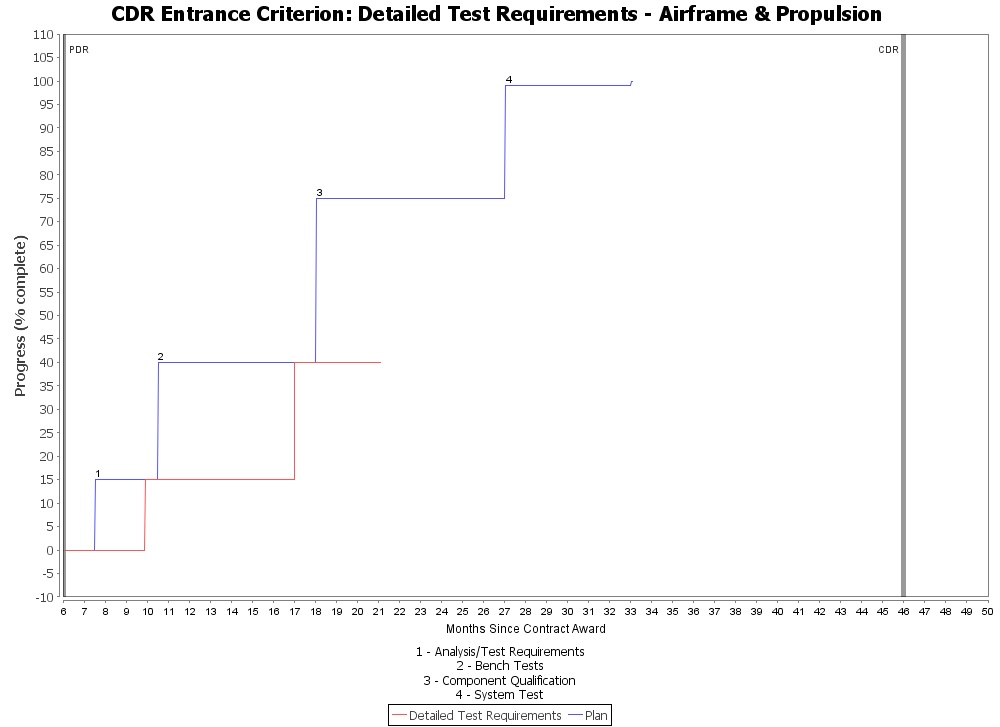 CDR Entrance Criterion: Detailed Test Requirements - Airframe & Propulsion
110
105
100
95
90
85
80
75
70
65
60
55
50
45
40
35
30
25
20
15
10
5
0
-5
-10
Progress (% complete)
PDR
CDR
1
2
3
4
6 7 8 9 10 11 12 13 14 15 16 17 18 19 20 21 22 23 24 25 26 27 28 29 30 31 32 33 34 35 36 37 38 39 40 41 42 43 44 45 46 47 48 49 50
Months Since Contract Award
1 - Analysis/Test Requirements
2 - Bench Tests
3 - Component Qualification
4 - System Test
Detailed Test Requirements Plan